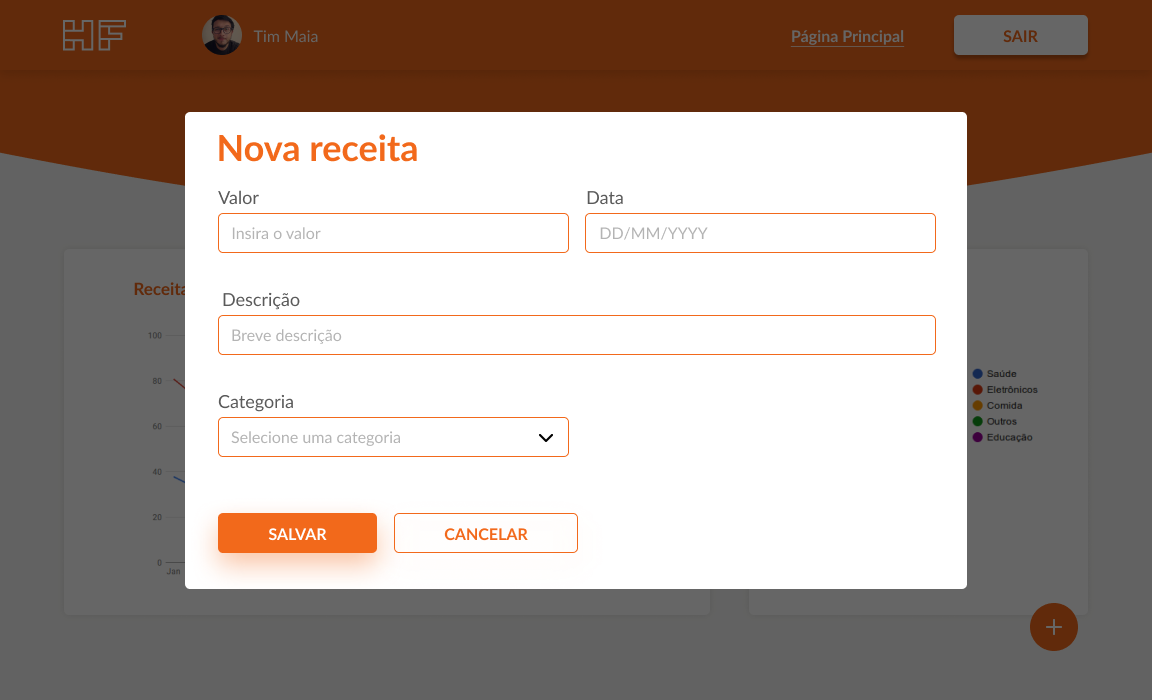 HF
Tim Maia
Página Principal
SAIR
Nova receita
Valor
Data
Insira o valor
DD/MM/YYYY
Descrição
Breve descrição
Categoria
Selecione uma categoria
SALVAR
CANCELAR
100
80
60
40
20
0
Jan
Saúde
Eletrônicos
Comida
Outros
Educação
+